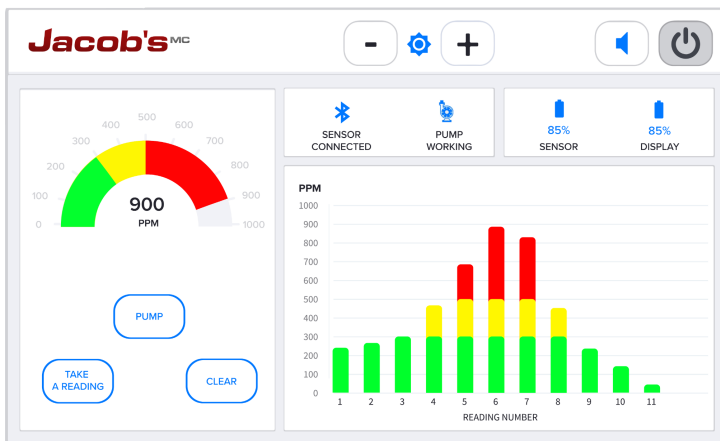 Jacob's MC
- +
SENSOR
CONNECTED
PUMP
WORKING
85%
SENSOR
85%
DISPLAY
0
100
200
300
400
500
600
700
800
900
1000
900
PPM
PUMP
TAKE
A READING
CLEAR
PPM
1000
900
800
700
600
500
400
300
200
100
0
1 2 3 4 5 6 7 8 9 10 11
READING NUMBER